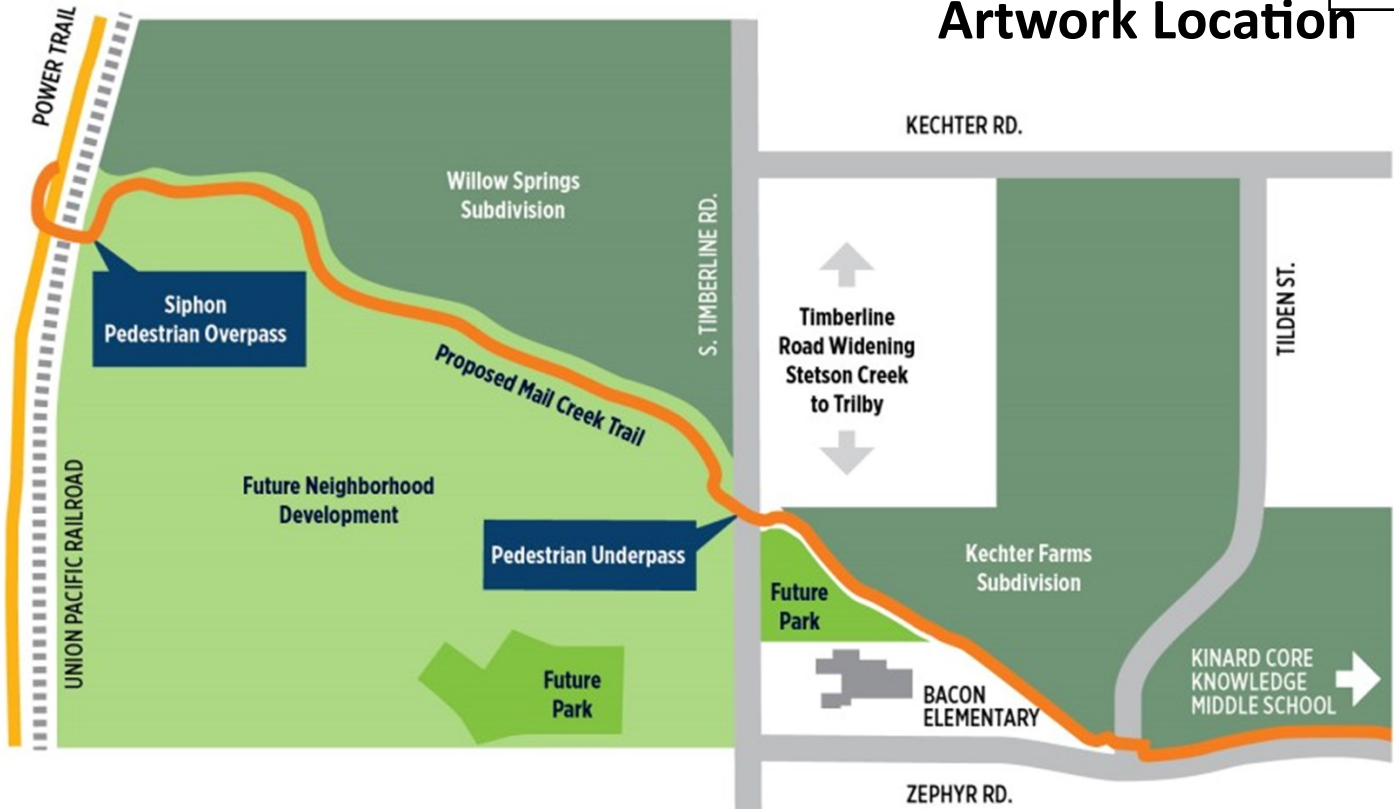 Artwork Location
POWER TRAIL
KECHTER RD.
Willow Springs
Subdivision
S. TIMBERLINE RD.
TILDEN ST.
Siphon
Pedestrian Overpass
Timberline
Road Widening
Stetson Creek
to Trilby
Proposed Mail Creek Trail
UNION PACIFIC RAILROAD
Future Neighborhood
Development
Pedestrian Underpass
Kechter Farms
Subdivision
Future
Park
Future
Park
BACON
ELEMENTARY
KINARD CORE
KNOWLEDGE
MIDDLE SCHOOL
ZEPHYR RD.